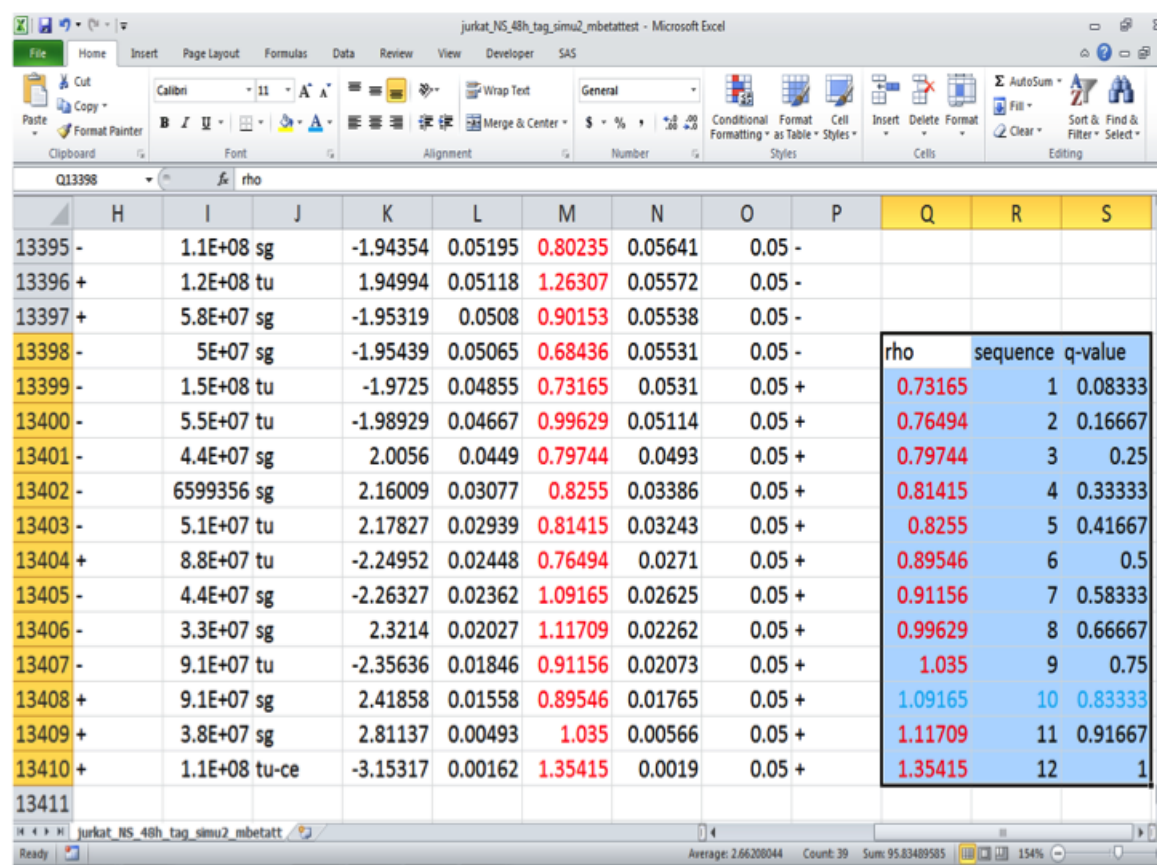 jurkat_NS_48h_tag_simu2_mbetattest - Microsoft Excel
File Home Insert Page Layout Formulas Data Review View Developer SAS
Cut
Copy
Paste
Format Painter
Clipboard
Calibri 11 A A
B I U A
Font
Wrap Text
Merge & Center
Alignment
General
$ % , .0 .00 .00 .0
Number
Conditional Formatting
Format as Table
Cell Styles
Styles
Insert Delete Format
Cells
Σ AutoSum
Fill
Clear
Sort & Filter
Find & Select
Editing
Q13398 fx rho
H I J K L M N O P Q R S
13395 - 1.1E+08 sg -1.94354 0.05195 0.80235 0.05641 0.05 -
13396 + 1.2E+08 tu 1.94994 0.05118 1.26307 0.05572 0.05 -
13397 + 5.8E+07 sg -1.95319 0.0508 0.90153 0.05538 0.05 -
13398 - 5E+07 sg -1.95439 0.05065 0.68436 0.05531 0.05 - rho sequence q-value
13399 - 1.5E+08 tu -1.9725 0.04855 0.73165 0.0531 0.05 + 0.73165 1 0.08333
13400 - 5.5E+07 tu -1.98929 0.04667 0.99629 0.05114 0.05 + 0.76494 2 0.16667
13401 - 4.4E+07 sg 2.0056 0.0449 0.79744 0.0493 0.05 + 0.79744 3 0.25
13402 - 6599356 sg 2.16009 0.03077 0.8255 0.03386 0.05 + 0.81415 4 0.33333
13403 - 5.1E+07 tu 2.17827 0.02939 0.81415 0.03243 0.05 + 0.8255 5 0.41667
13404 + 8.8E+07 tu -2.24952 0.02448 0.76494 0.0271 0.05 + 0.89546 6 0.5
13405 - 4.4E+07 sg -2.26327 0.02362 1.09165 0.02625 0.05 + 0.91156 7 0.58333
13406 - 3.3E+07 sg 2.3214 0.02027 1.11709 0.02262 0.05 + 0.99629 8 0.66667
13407 - 9.1E+07 tu -2.35636 0.01846 0.91156 0.02073 0.05 + 1.035 9 0.75
13408 + 9.1E+07 sg 2.41858 0.01558 0.89546 0.01765 0.05 + 1.09165 10 0.83333
13409 + 3.8E+07 sg 2.81137 0.00493 1.035 0.00566 0.05 + 1.11709 11 0.91667
13410 + 1.1E+08 tu-ce -3.15317 0.00162 1.35415 0.0019 0.05 + 1.35415 12 1
13411
jurkat_NS_48h_tag_simu2_mbetatt
Ready Average: 2.66208044 Count: 39 Sum: 95.83489585 154%